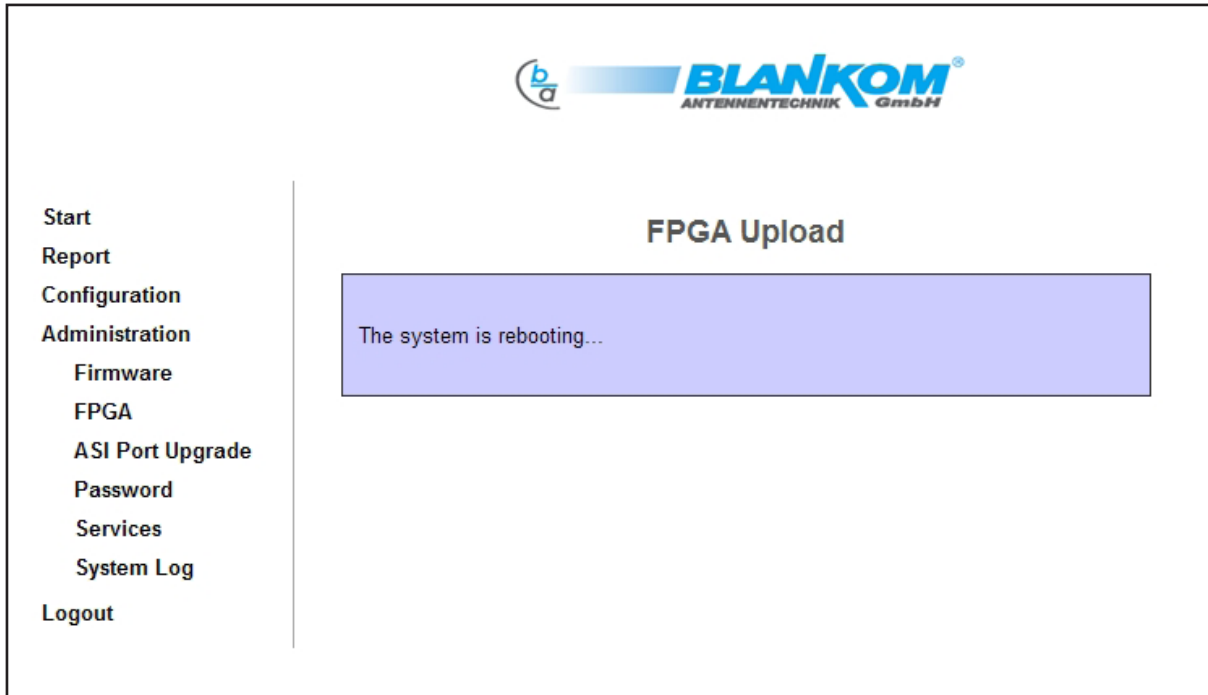 b
a
BLANKOM®
ANTENNENTECHNIK GmbH
Start
Report
Configuration
Administration
Firmware
FPGA
ASI Port Upgrade
Password
Services
System Log
Logout
FPGA Upload
The system is rebooting...